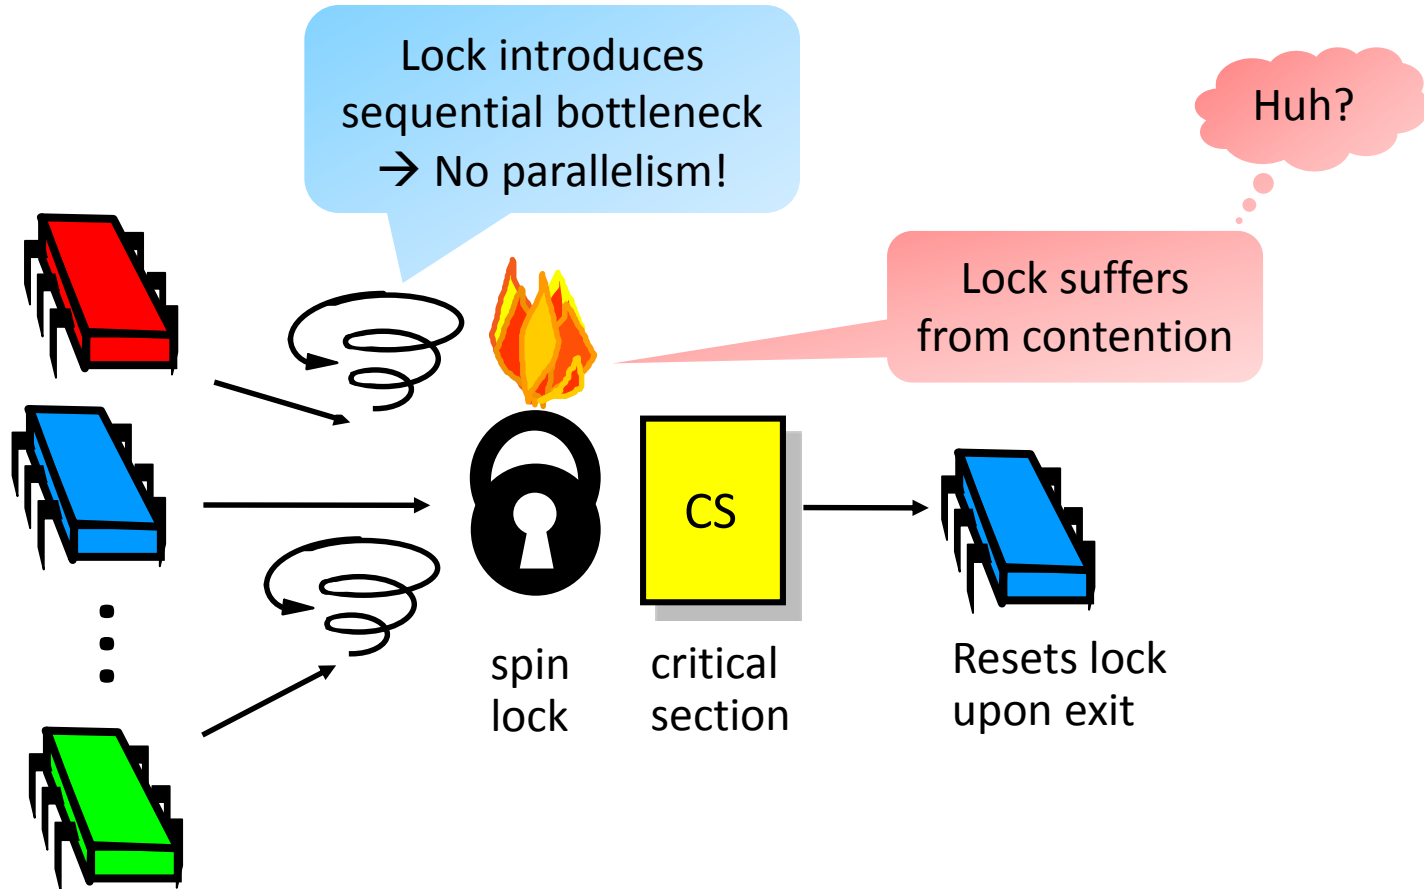 Lock introduces
sequential bottleneck
→ No parallelism!
Huh?
Lock suffers
from contention
CS
spin
lock
critical
section
Resets lock
upon exit